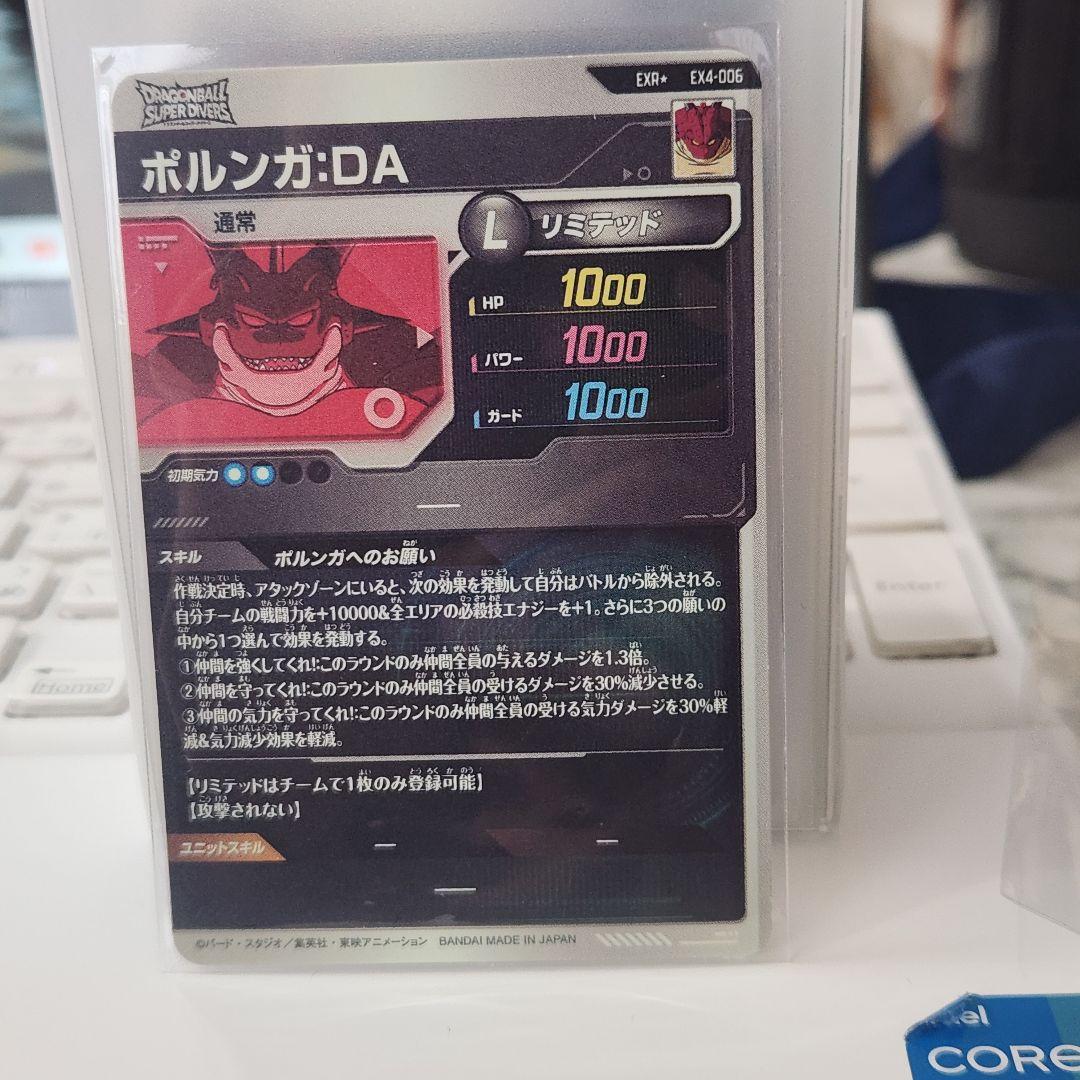 DRAGONBALL
SUPER DIVERS
EXR★ EX4-006
ポルンガ:DA
通常
L リミテッド
HP 1000
パワー 1000
ガード 1000
初期気力
スキル ポルンガへのお願い
作戦決定時、アタックゾーンにいると、次の効果を発動して自分はバトルから除外される。
自分チームの戦闘力を+10000&全エリアの必殺技エナジーを+1。さらに3つの願いの
中から1つ選んで効果を発動する。
①仲間を強くしてくれ!:このラウンドのみ仲間全員の与えるダメージを1.3倍。
②仲間を守ってくれ!:このラウンドのみ仲間全員の受けるダメージを30%減少させる。
③仲間の気力を守ってくれ!:このラウンドのみ仲間全員の受ける気力ダメージを30%軽
減&気力減少効果を軽減。
【リミテッドはチームで1枚のみ登録可能】
【攻撃されない】
ユニットスキル
©バード・スタジオ／集英社・東映アニメーション BANDAI MADE IN JAPAN
Home
CORE